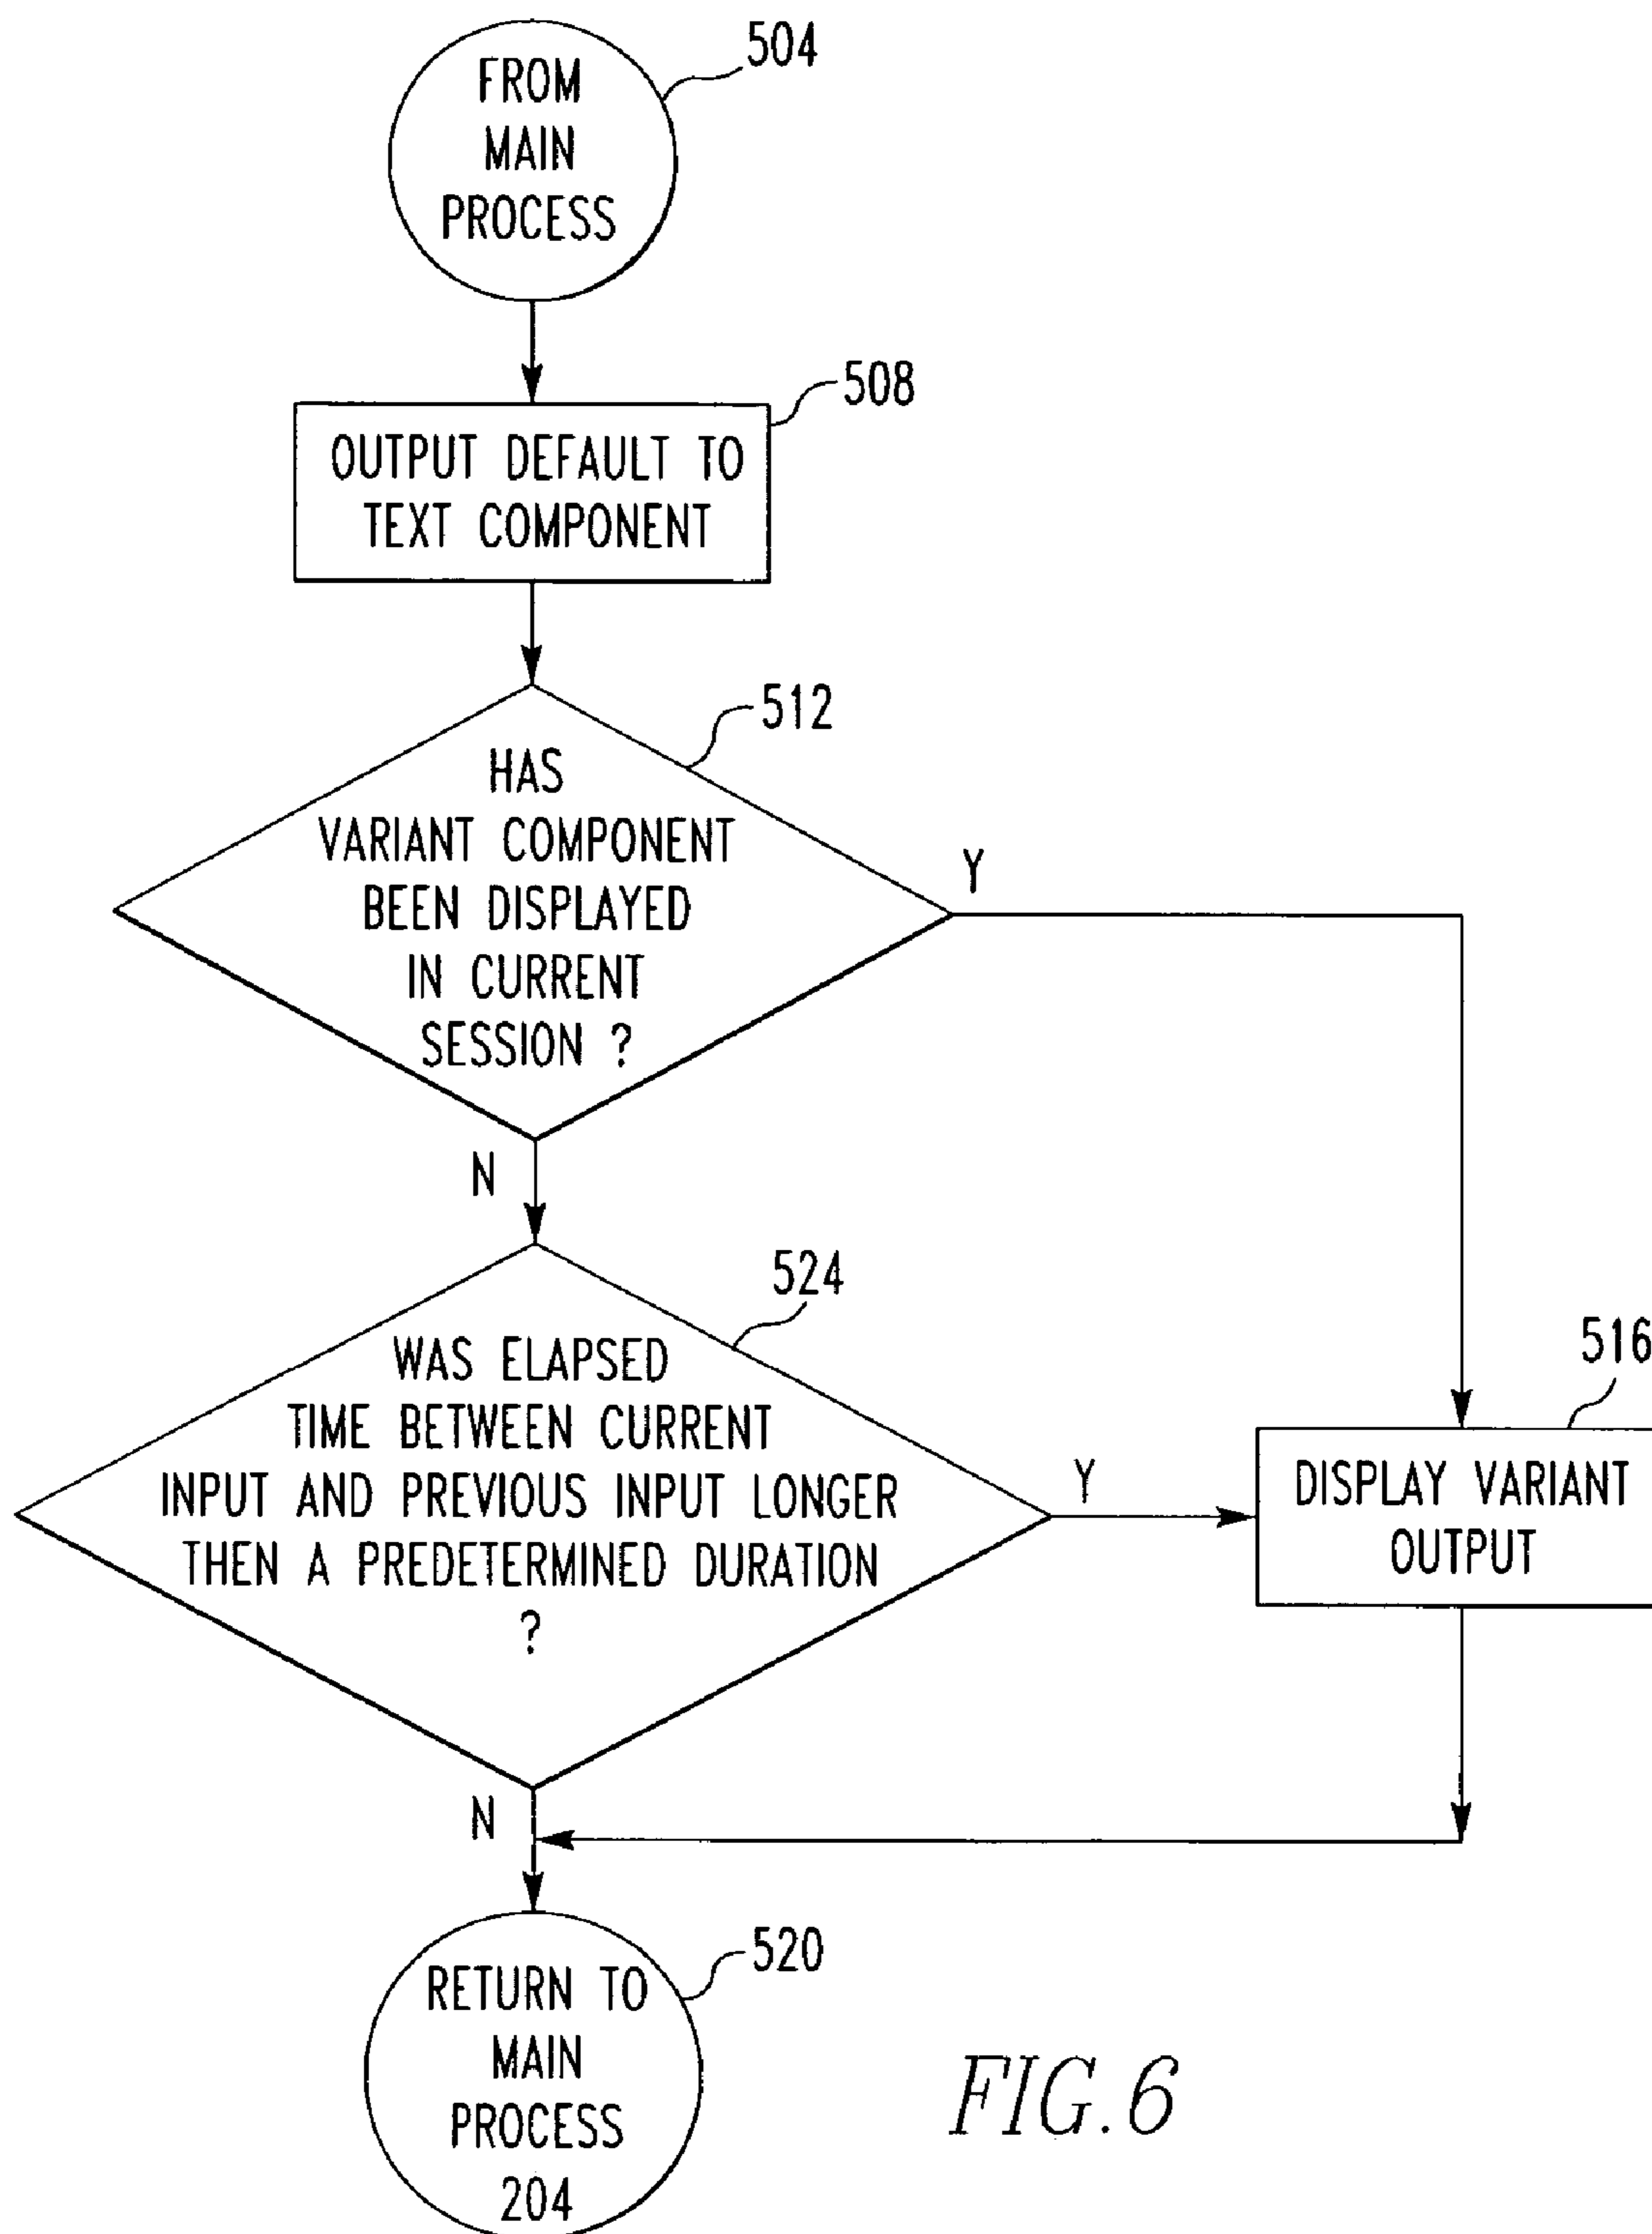 504
FROM
MAIN
PROCESS
508
OUTPUT DEFAULT TO
TEXT COMPONENT
512
HAS
VARIANT COMPONENT
BEEN DISPLAYED
IN CURRENT
SESSION ?
Y
N
524
WAS ELAPSED
TIME BETWEEN CURRENT
INPUT AND PREVIOUS INPUT LONGER
THEN A PREDETERMINED DURATION
?
Y
516
DISPLAY VARIANT
OUTPUT
N
520
RETURN TO
MAIN
PROCESS
204
FIG.6